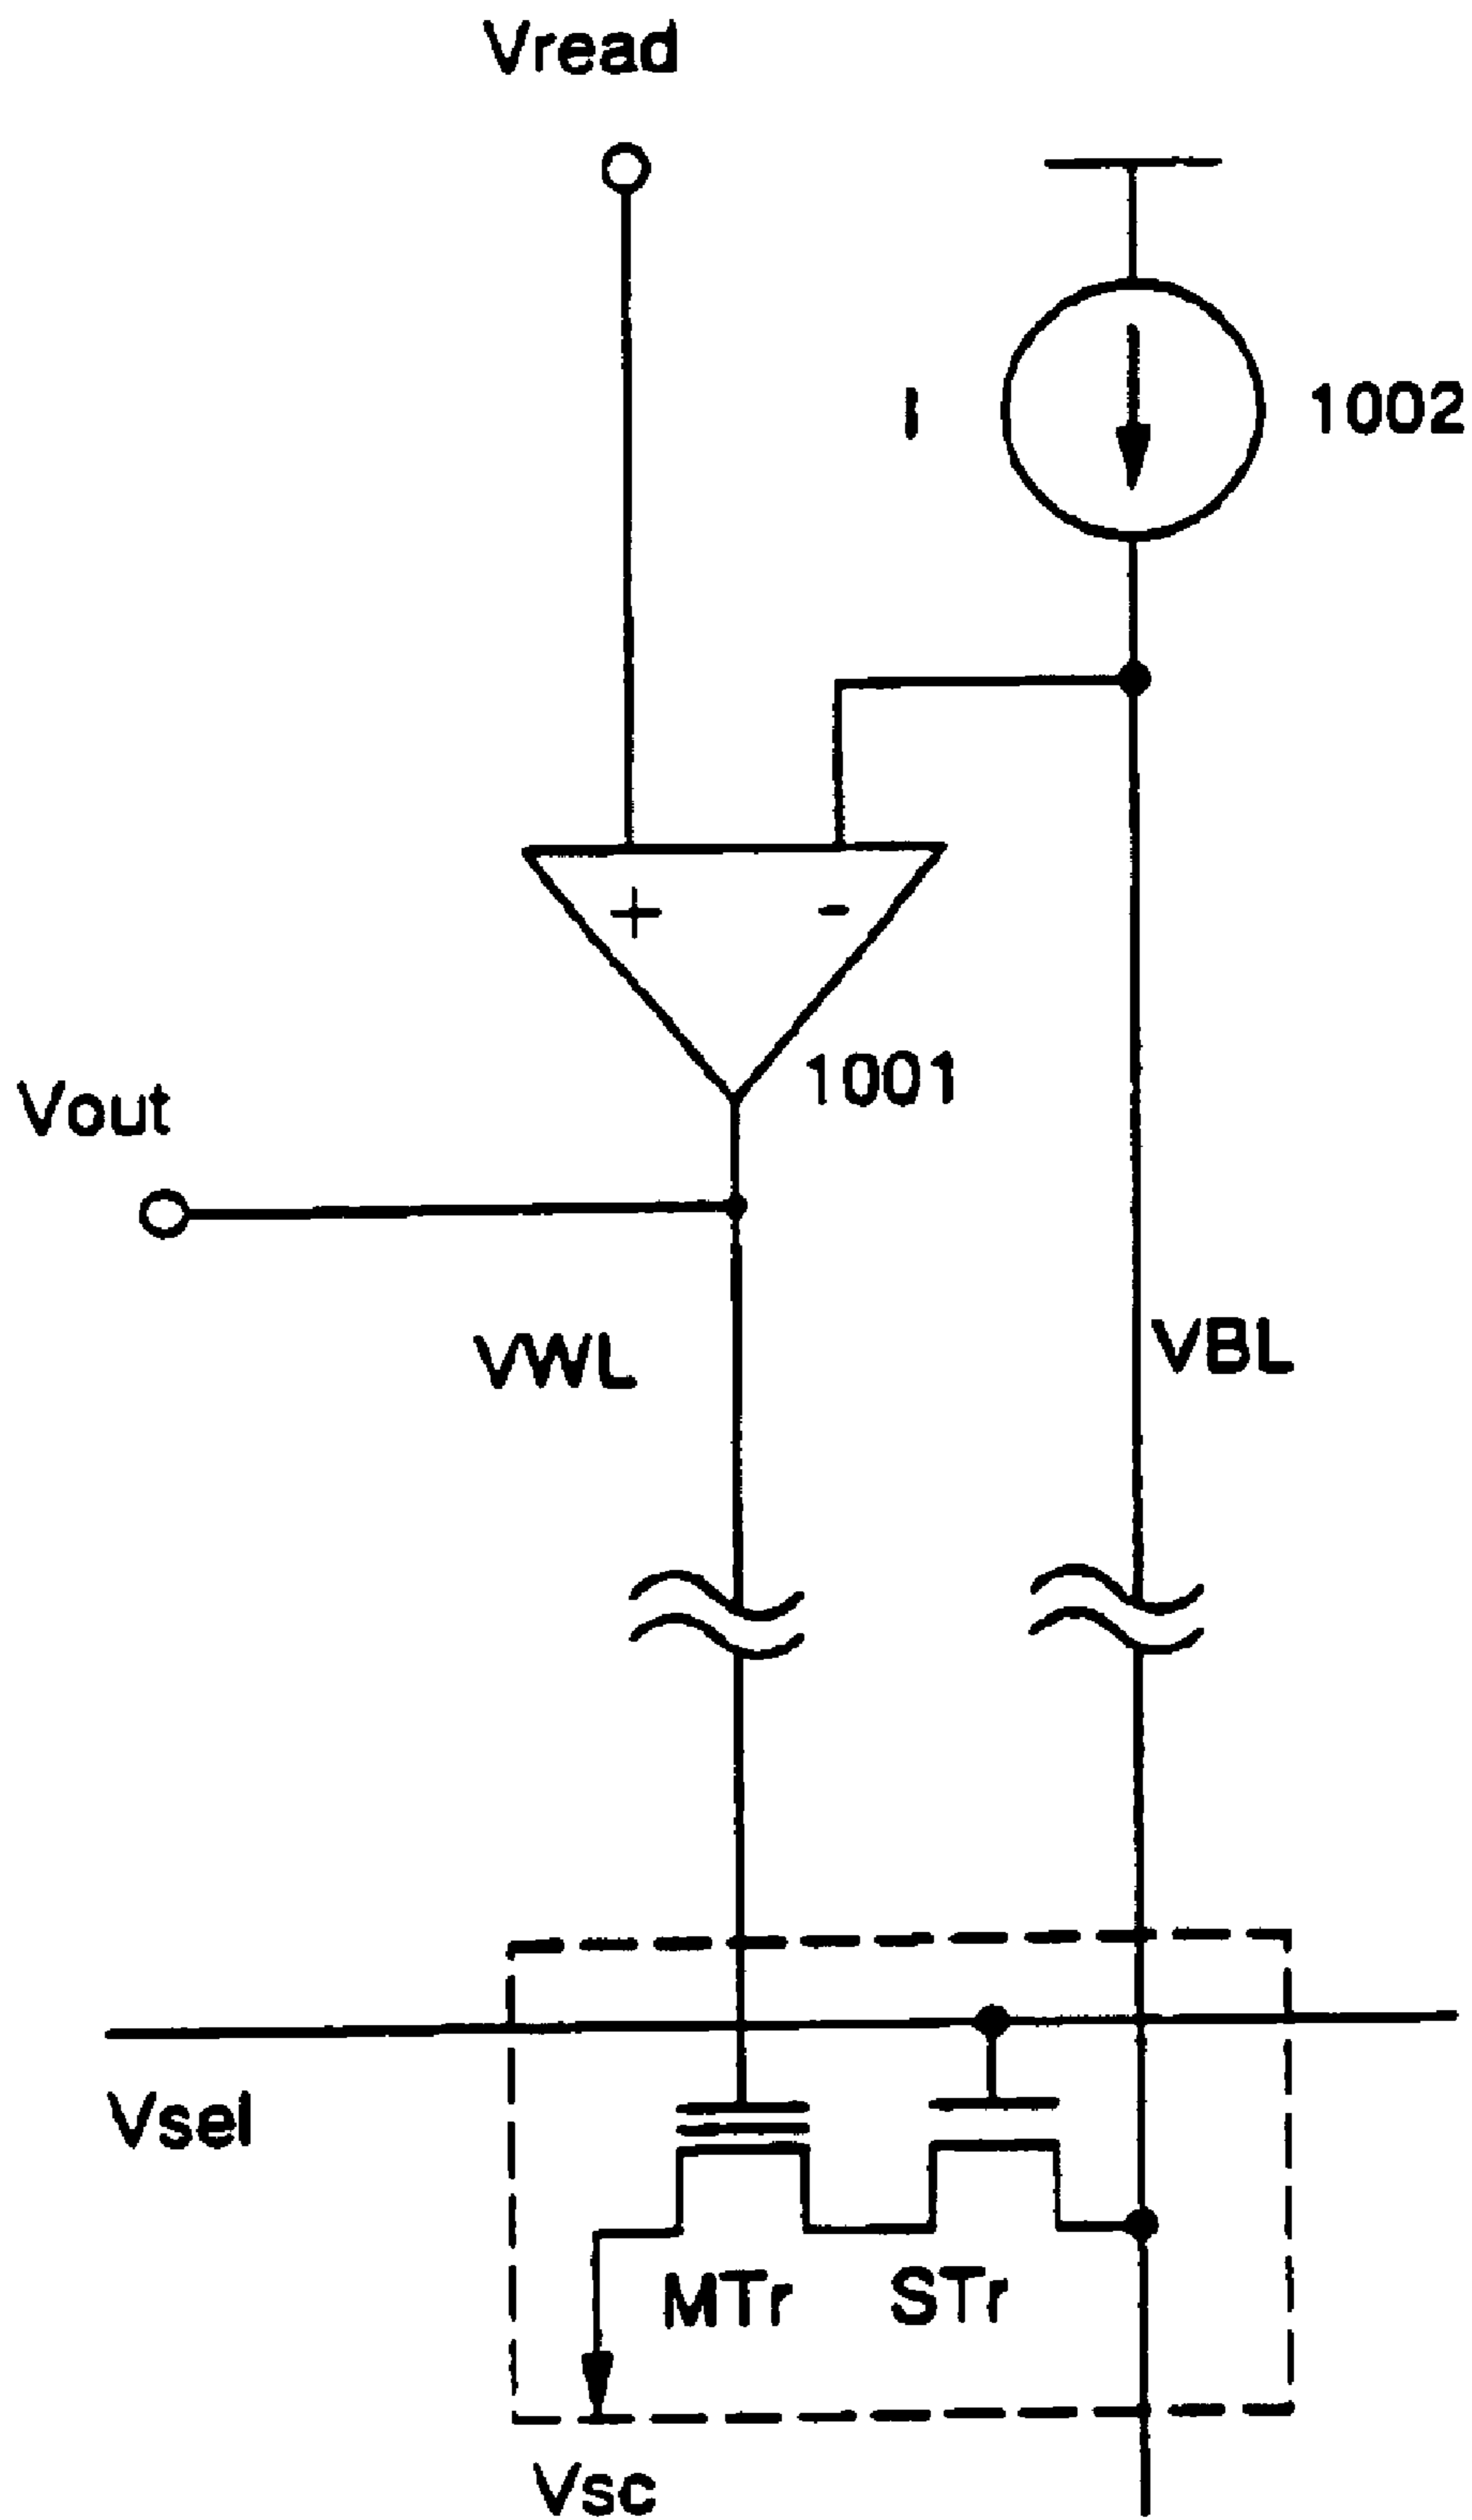 Vread
I
1002
+
-
1001
Vout
VWL
VBL
Vsel
MTr
STr
Vsc